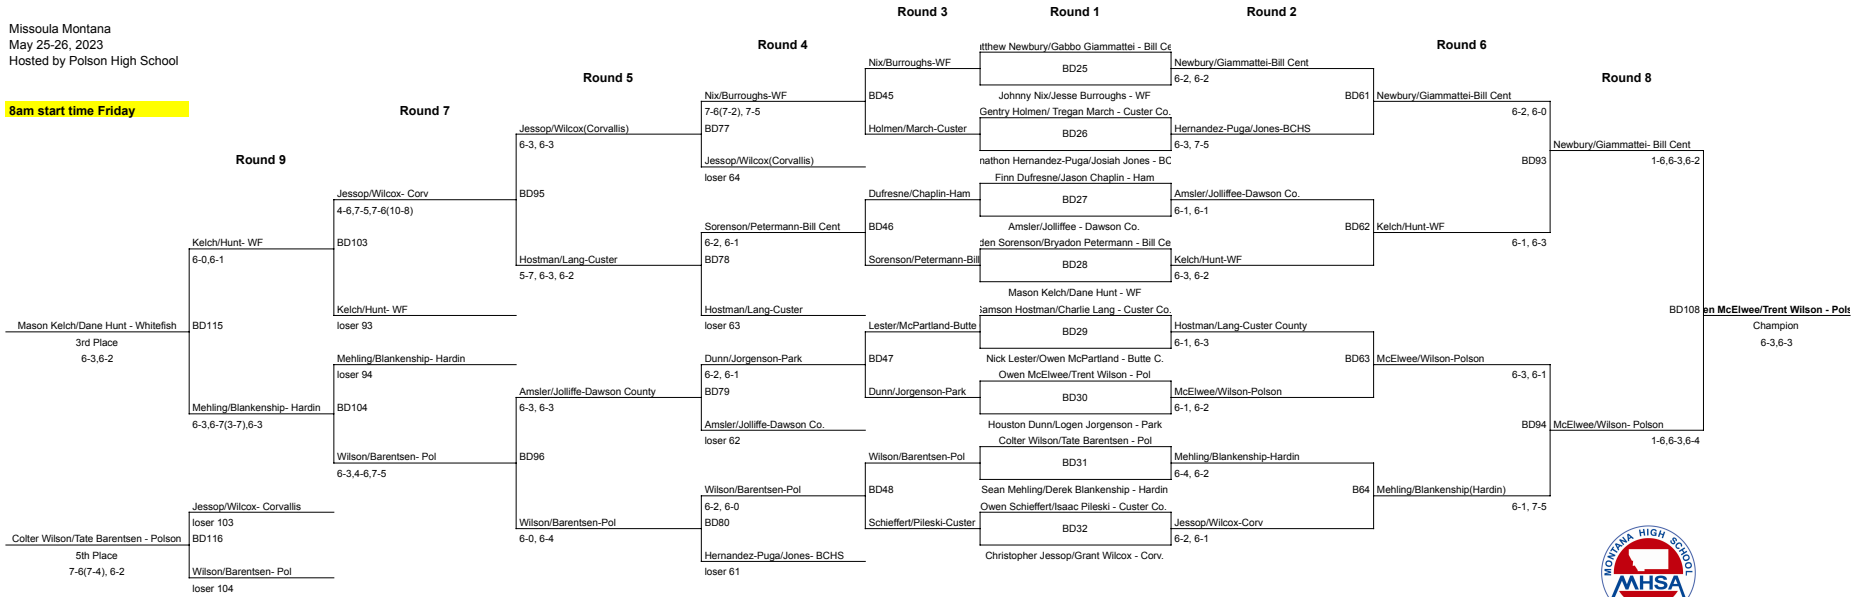 Missoula Montana
May 25-26, 2023
Hosted by Polson High School
8am start time Friday
Round 9
Colter Wilson/Tate Barentsen - Polson
5th Place
7-6(7-4), 6-2
Mason Kelch/Dane Hunt - Whitefish
3rd Place
6-3,6-2
Kelch/Hunt- WF
6-0,6-1
BD115
Mehling/Blankenship- Hardin
6-3,6-7(3-7),6-3
Jessop/Wilcox- Corvallis
loser 103
BD116
Wilson/Barentsen- Pol
loser 104
Round 7
Jessop/Wilcox- Corv
4-6,7-5,7-6(10-8)
BD103
Kelch/Hunt- WF
loser 93
Mehling/Blankenship- Hardin
loser 94
BD104
Wilson/Barentsen- Pol
6-3,4-6,7-5
Round 5
Jessop/Wilcox(Corvallis)
6-3, 6-3
BD95
Hostman/Lang-Custer
5-7, 6-3, 6-2
Amsler/Jolliffe-Dawson County
6-3, 6-3
BD96
Wilson/Barentsen-Pol
6-0, 6-4
Round 4
Nix/Burroughs-WF
7-6(7-2), 7-5
BD77
Jessop/Wilcox(Corvallis)
loser 64
Sorenson/Petermann-Bill Cent
6-2, 6-1
BD78
Hostman/Lang-Custer
loser 63
Dunn/Jorgenson-Park
6-2, 6-1
BD79
Amsler/Jolliffe-Dawson Co.
loser 62
Wilson/Barentsen-Pol
6-2, 6-0
BD80
Hernandez-Puga/Jones- BCHS
loser 61
Round 3
Nix/Burroughs-WF
BD45
Holmen/March-Custer
Dufresne/Chaplin-Ham
BD46
Sorenson/Petermann-Bill
Lester/McPartland-Butte
BD47
Dunn/Jorgenson-Park
Wilson/Barentsen-Pol
BD48
Schieffert/Pileski-Custer
Round 1
tthew Newbury/Gabbo Giammattei - Bill Ce
BD25
Johnny Nix/Jesse Burroughs - WF
Gentry Holmen/ Tregan March - Custer Co.
BD26
nathon Hernandez-Puga/Josiah Jones - BC
Finn Dufresne/Jason Chaplin - Ham
BD27
Amsler/Jolliffee - Dawson Co.
den Sorenson/Bryadon Petermann - Bill Ce
BD28
Mason Kelch/Dane Hunt - WF
Samson Hostman/Charlie Lang - Custer Co.
BD29
Nick Lester/Owen McPartland - Butte C.
Owen McElwee/Trent Wilson - Pol
BD30
Houston Dunn/Logen Jorgenson - Park
Colter Wilson/Tate Barentsen - Pol
BD31
Sean Mehling/Derek Blankenship - Hardin
Owen Schieffert/Isaac Pileski - Custer Co.
BD32
Christopher Jessop/Grant Wilcox - Corv.
Round 2
Newbury/Giammattei-Bill Cent
6-2, 6-2
Hernandez-Puga/Jones-BCHS
6-3, 7-5
Amsler/Jolliffee-Dawson Co.
6-1, 6-1
Kelch/Hunt-WF
6-3, 6-2
Hostman/Lang-Custer County
6-1, 6-3
McElwee/Wilson-Polson
6-1, 6-2
Mehling/Blankenship-Hardin
6-4, 6-2
Jessop/Wilcox-Corv
6-2, 6-1
Round 6
BD61 Newbury/Giammattei-Bill Cent
6-2, 6-0
BD62 Kelch/Hunt-WF
6-1, 6-3
BD63 McElwee/Wilson-Polson
6-3, 6-1
B64 Mehling/Blankenship(Hardin)
6-1, 7-5
Round 8
Newbury/Giammattei- Bill Cent
1-6,6-3,6-2
BD93
BD94 McElwee/Wilson- Polson
1-6,6-3,6-4
BD108 en McElwee/Trent Wilson - Pols
Champion
6-3,6-3
MONTANA HIGH SCHOOL
MHSA